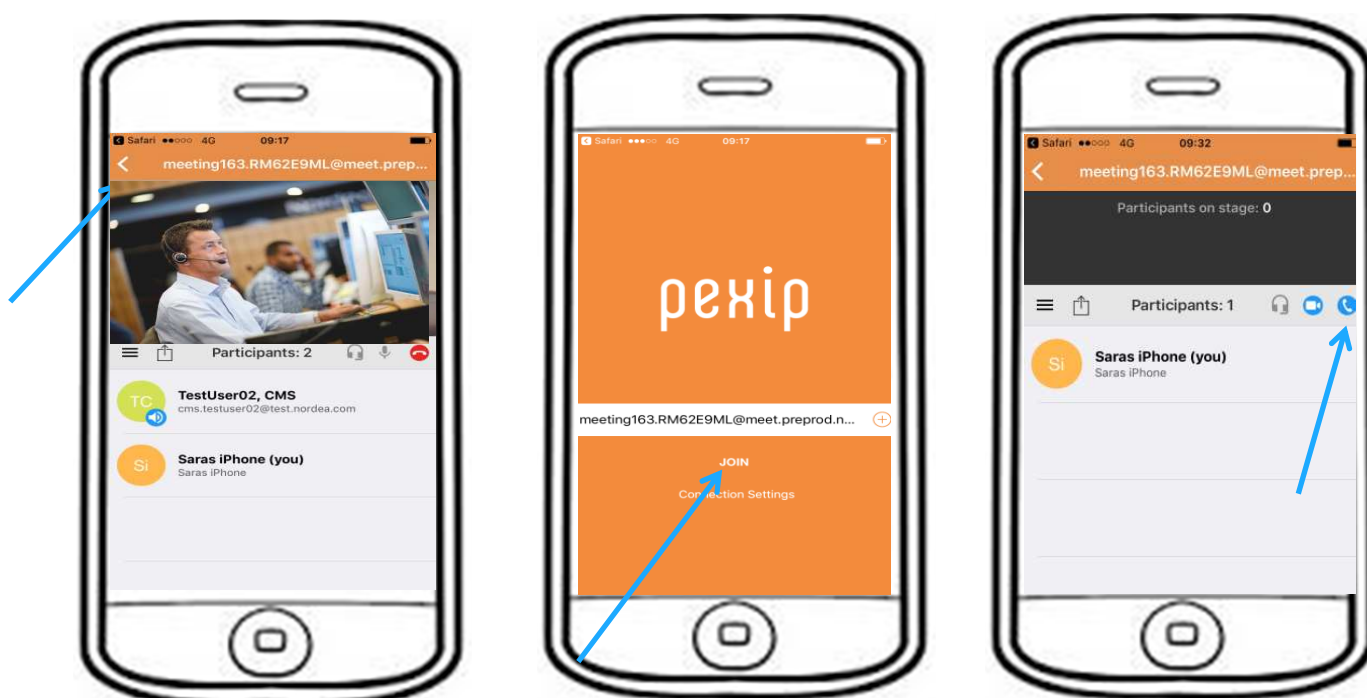 Safari 4G 09:17
meeting163.RM62E9ML@meet.prep...
Participants: 2
TC
TestUser02, CMS
cms.testuser02@test.nordea.com
Si
Saras iPhone (you)
Saras iPhone
Safari 4G 09:17
pexip
meeting163.RM62E9ML@meet.preprod.n...
JOIN
Connection Settings
Safari 4G 09:32
meeting163.RM62E9ML@meet.prep...
Participants on stage: 0
Participants: 1
Si
Saras iPhone (you)
Saras iPhone